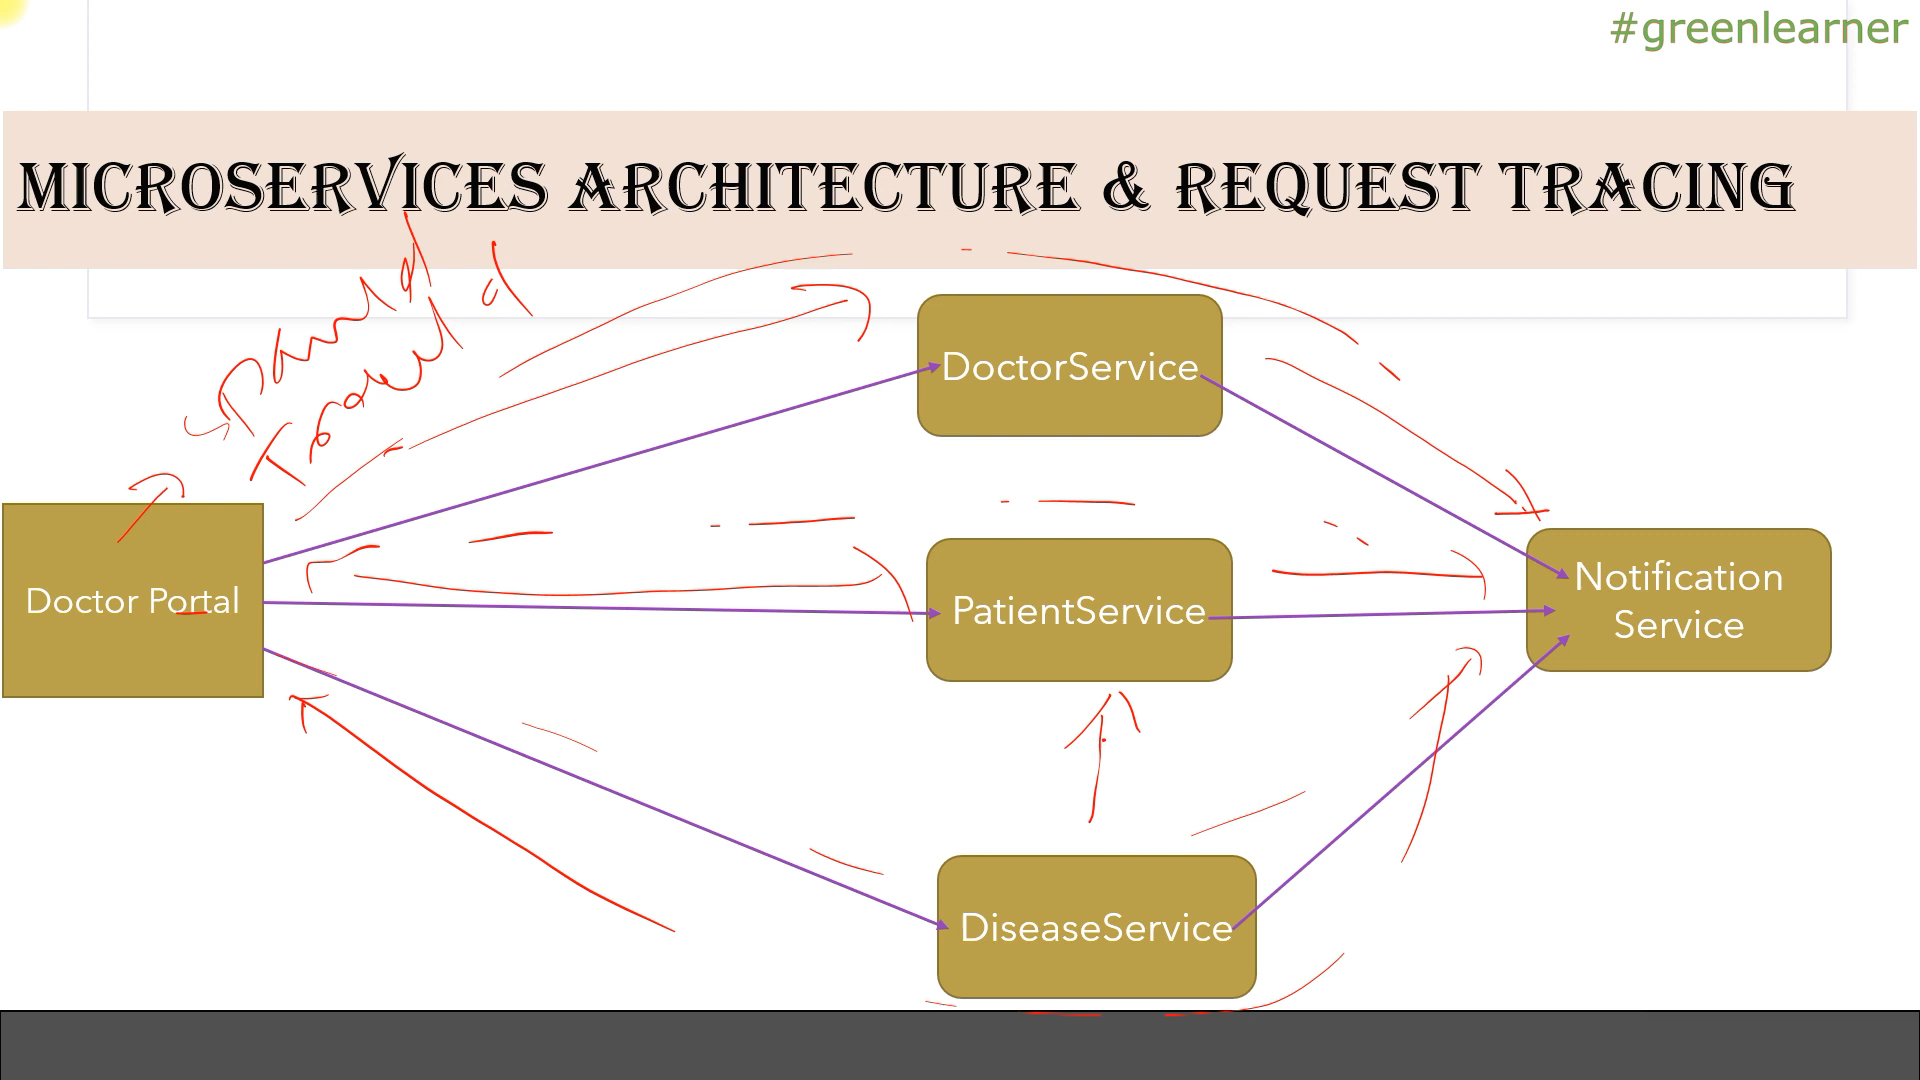 #greenlearner
MICROSERVICES ARCHITECTURE & REQUEST TRACING
DoctorService
Doctor Portal
PatientService
Notification
Service
DiseaseService